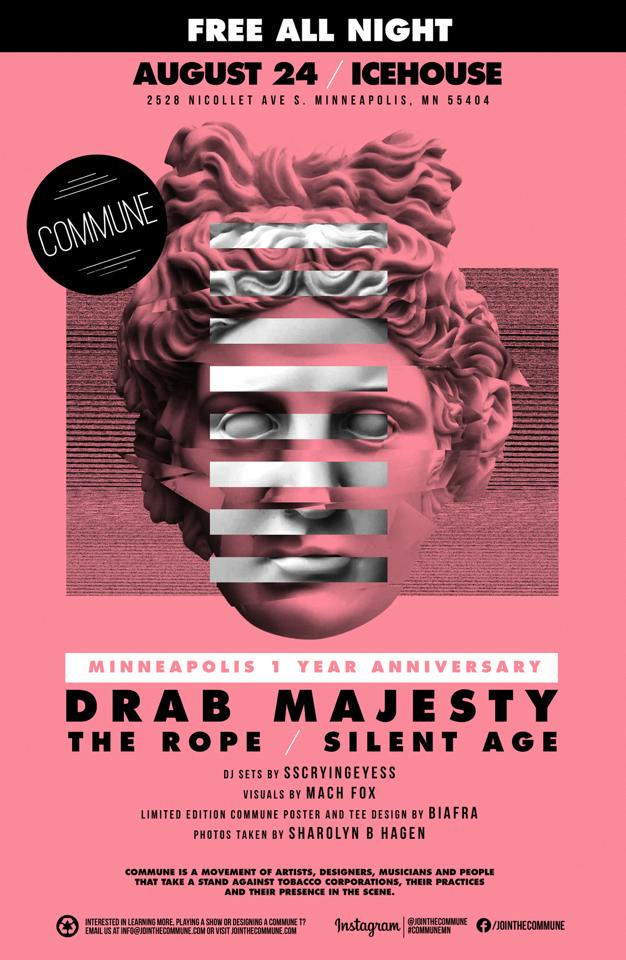 FREE ALL NIGHT
AUGUST 24 / ICEHOUSE
2528 NICOLLET AVE S. MINNEAPOLIS, MN 55404
COMMUNE
MINNEAPOLIS 1 YEAR ANNIVERSARY
DRAB MAJESTY
THE ROPE / SILENT AGE
DJ SETS BY SSCRYINGEYESS
VISUALS BY MACH FOX
LIMITED EDITION COMMUNE POSTER AND TEE DESIGN BY BIAFRA
PHOTOS TAKEN BY SHAROLYN B HAGEN
COMMUNE IS A MOVEMENT OF ARTISTS, DESIGNERS, MUSICIANS AND PEOPLE
THAT TAKE A STAND AGAINST TOBACCO CORPORATIONS, THEIR PRACTICES
AND THEIR PRESENCE IN THE SCENE.
INTERESTED IN LEARNING MORE, PLAYING A SHOW OR DESIGNING A COMMUNE T?
EMAIL US AT INFO@JOINTHECOMMUNE.COM OR VISIT JOINTHECOMMUNE.COM
Instagram
@JOINTHECOMMUNE
#COMMUNEMN
/JOINTHECOMMUNE